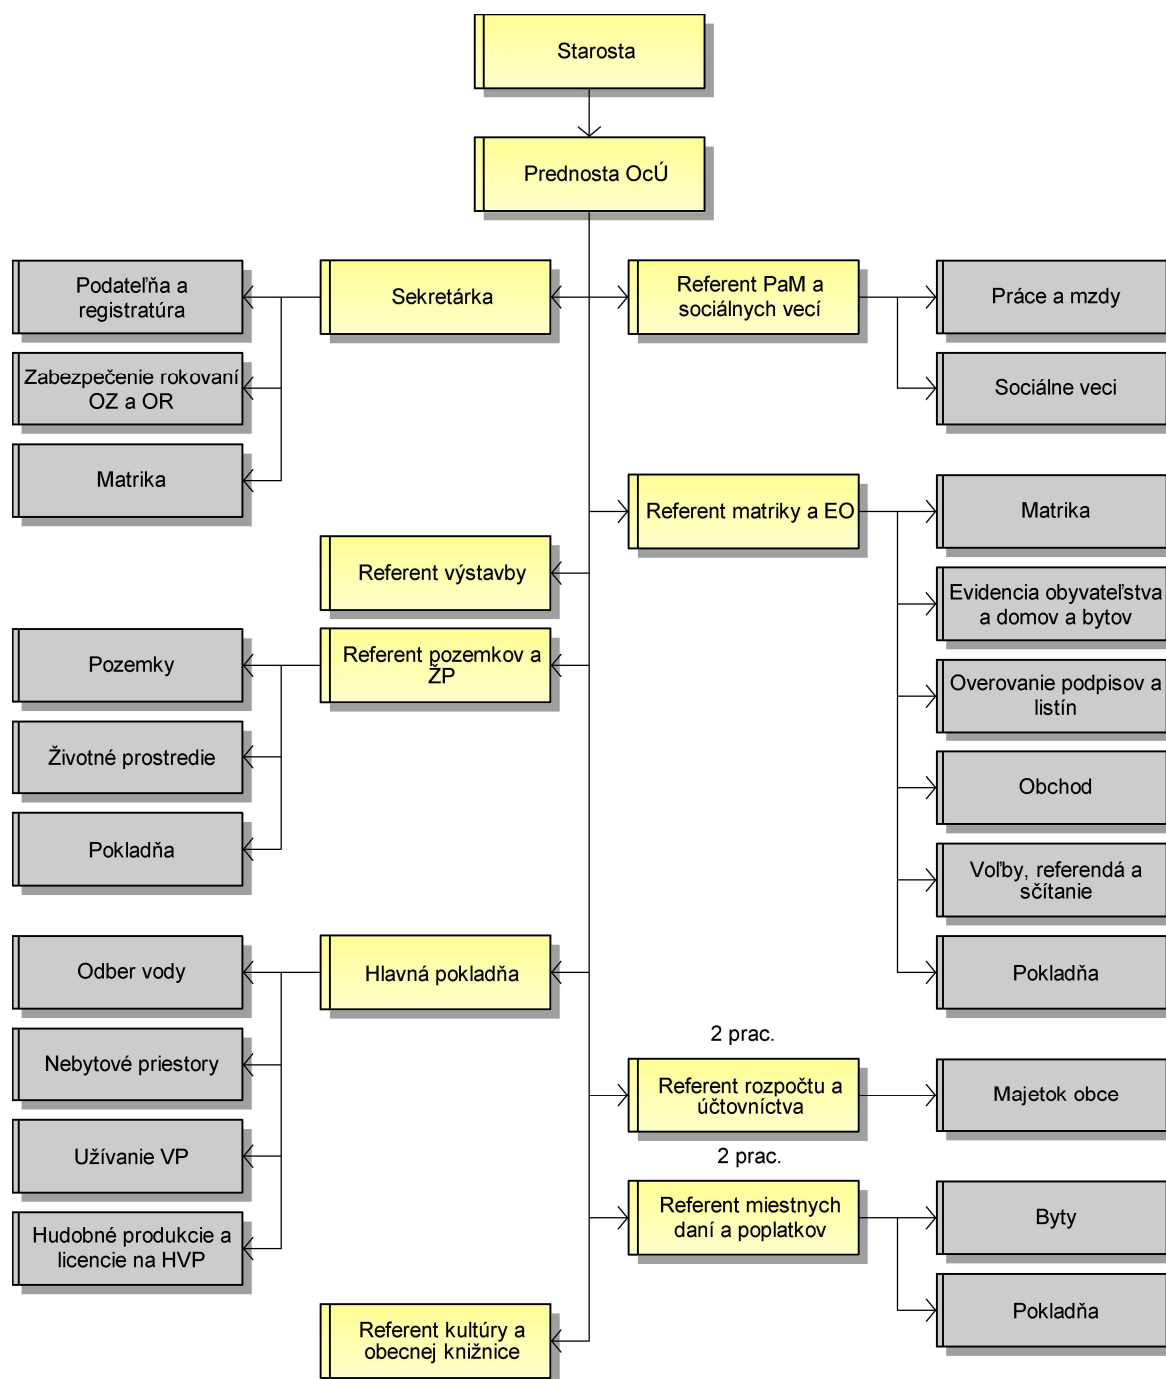 Starosta
Prednosta OcÚ
Podateľňa a
registratúra
Sekretárka
Referent PaM a
sociálnych vecí
Práce a mzdy
Zabezpečenie rokovaní
OZ a OR
Sociálne veci
Matrika
Referent matriky a EO
Matrika
Referent výstavby
Evidencia obyvateľstva
a domov a bytov
Pozemky
Referent pozemkov a
ŽP
Overovanie podpisov a
listín
Životné prostredie
Obchod
Pokladňa
Voľby, referendá a
sčítanie
Odber vody
Hlavná pokladňa
Pokladňa
2 prac.
Nebytové priestory
Referent rozpočtu a
účtovníctva
Majetok obce
Užívanie VP
2 prac.
Referent miestnych
daní a poplatkov
Byty
Hudobné produkcie a
licencie na HVP
Pokladňa
Referent kultúry a
obecnej knižnice